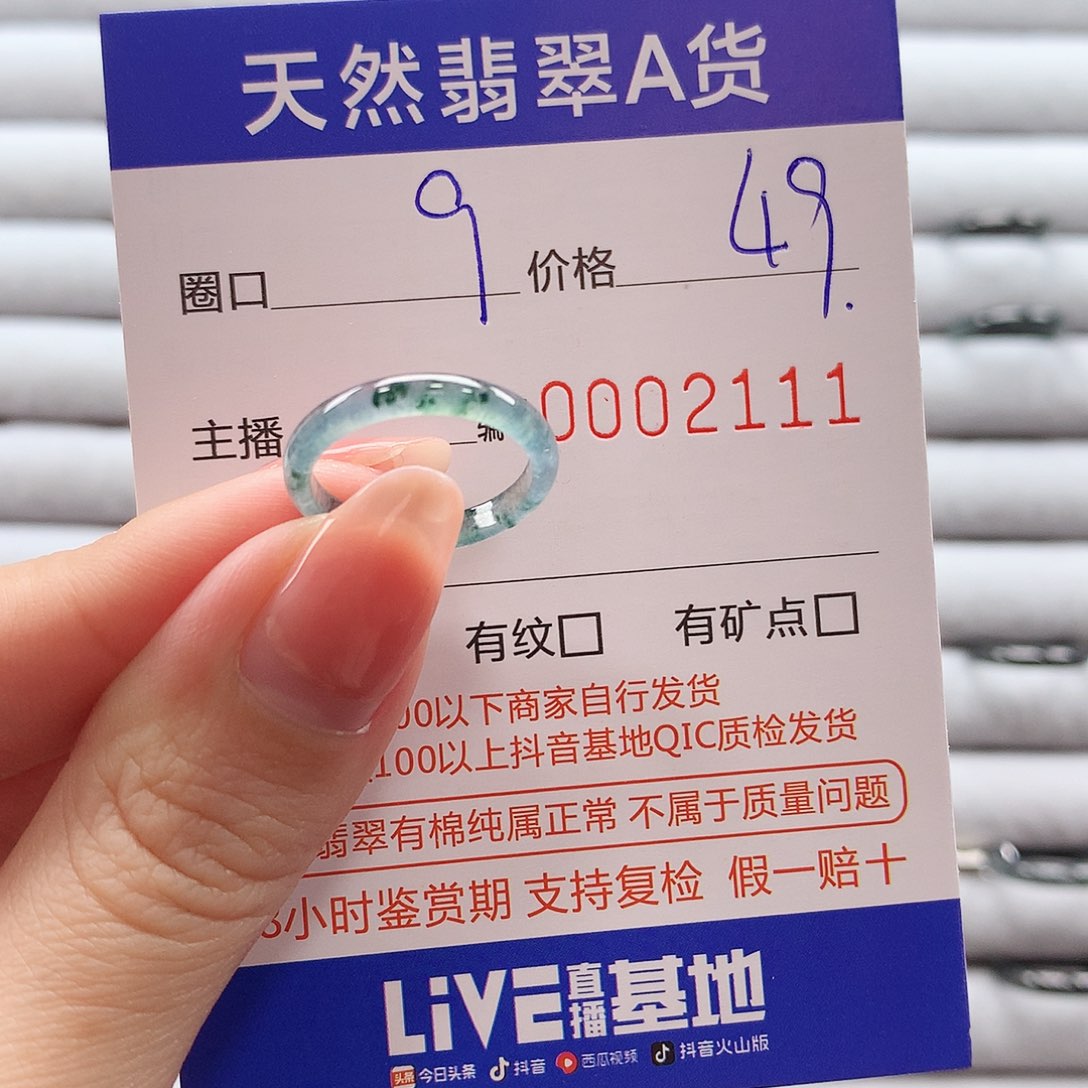 天然翡翠A货
圈口 9 价格 49.
主播 编 0002111
有纹□ 有矿点□
00以下商家自行发货
100以上抖音基地QIC质检发货
翡翠有棉纯属正常 不属于质量问题
8小时鉴赏期 支持复检 假一赔十
LiVE直播基地
头条 今日头条 抖音 西瓜视频 抖音火山版